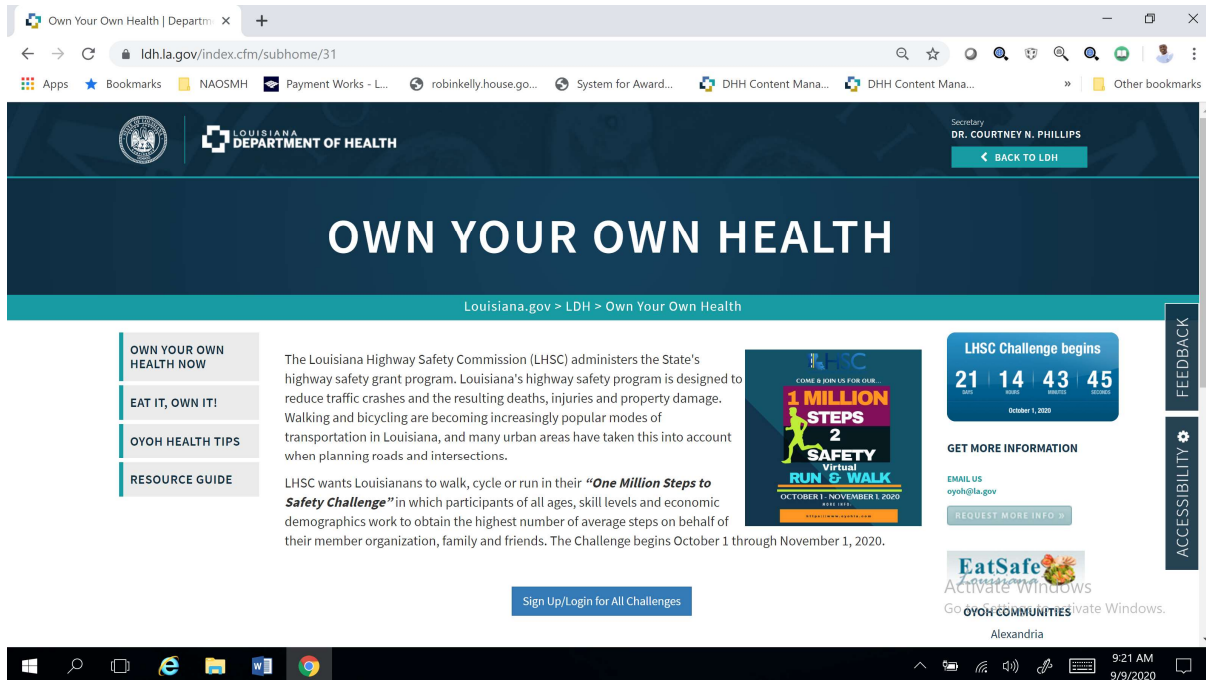 Own Your Own Health | Departm
ldh.la.gov/index.cfm/subhome/31
Apps
Bookmarks
NAOSMH
Payment Works - L...
robinkelly.house.go...
System for Award...
DHH Content Mana...
DHH Content Mana...
»
Other bookmarks
LOUISIANA
DEPARTMENT OF HEALTH
Secretary
DR. COURTNEY N. PHILLIPS
BACK TO LDH
OWN YOUR OWN HEALTH
Louisiana.gov > LDH > Own Your Own Health
OWN YOUR OWN
HEALTH NOW
EAT IT, OWN IT!
OYOH HEALTH TIPS
RESOURCE GUIDE
The Louisiana Highway Safety Commission (LHSC) administers the State's
highway safety grant program. Louisiana's highway safety program is designed to
reduce traffic crashes and the resulting deaths, injuries and property damage.
Walking and bicycling are becoming increasingly popular modes of
transportation in Louisiana, and many urban areas have taken this into account
when planning roads and intersections.
LHSC wants Louisianans to walk, cycle or run in their "One Million Steps to
Safety Challenge" in which participants of all ages, skill levels and economic
demographics work to obtain the highest number of average steps on behalf of
their member organization, family and friends. The Challenge begins October 1 through November 1, 2020.
Sign Up/Login for All Challenges
LHSC
COME & JOIN US FOR OUR...
1 MILLION
STEPS
2
SAFETY
Virtual
RUN & WALK
OCTOBER 1 - NOVEMBER 1, 2020
MORE INFO:
LHSC Challenge begins
21 14 43 45
DAYS HOURS MINUTES SECONDS
October 1, 2020
GET MORE INFORMATION
EMAIL US
oyoh@la.gov
REQUEST MORE INFO »
EatSafe
Louisiana
OYOH COMMUNITIES
Alexandria
FEEDBACK
ACCESSIBILITY
Activate Windows
Go to Settings to activate Windows.
9:21 AM
9/9/2020